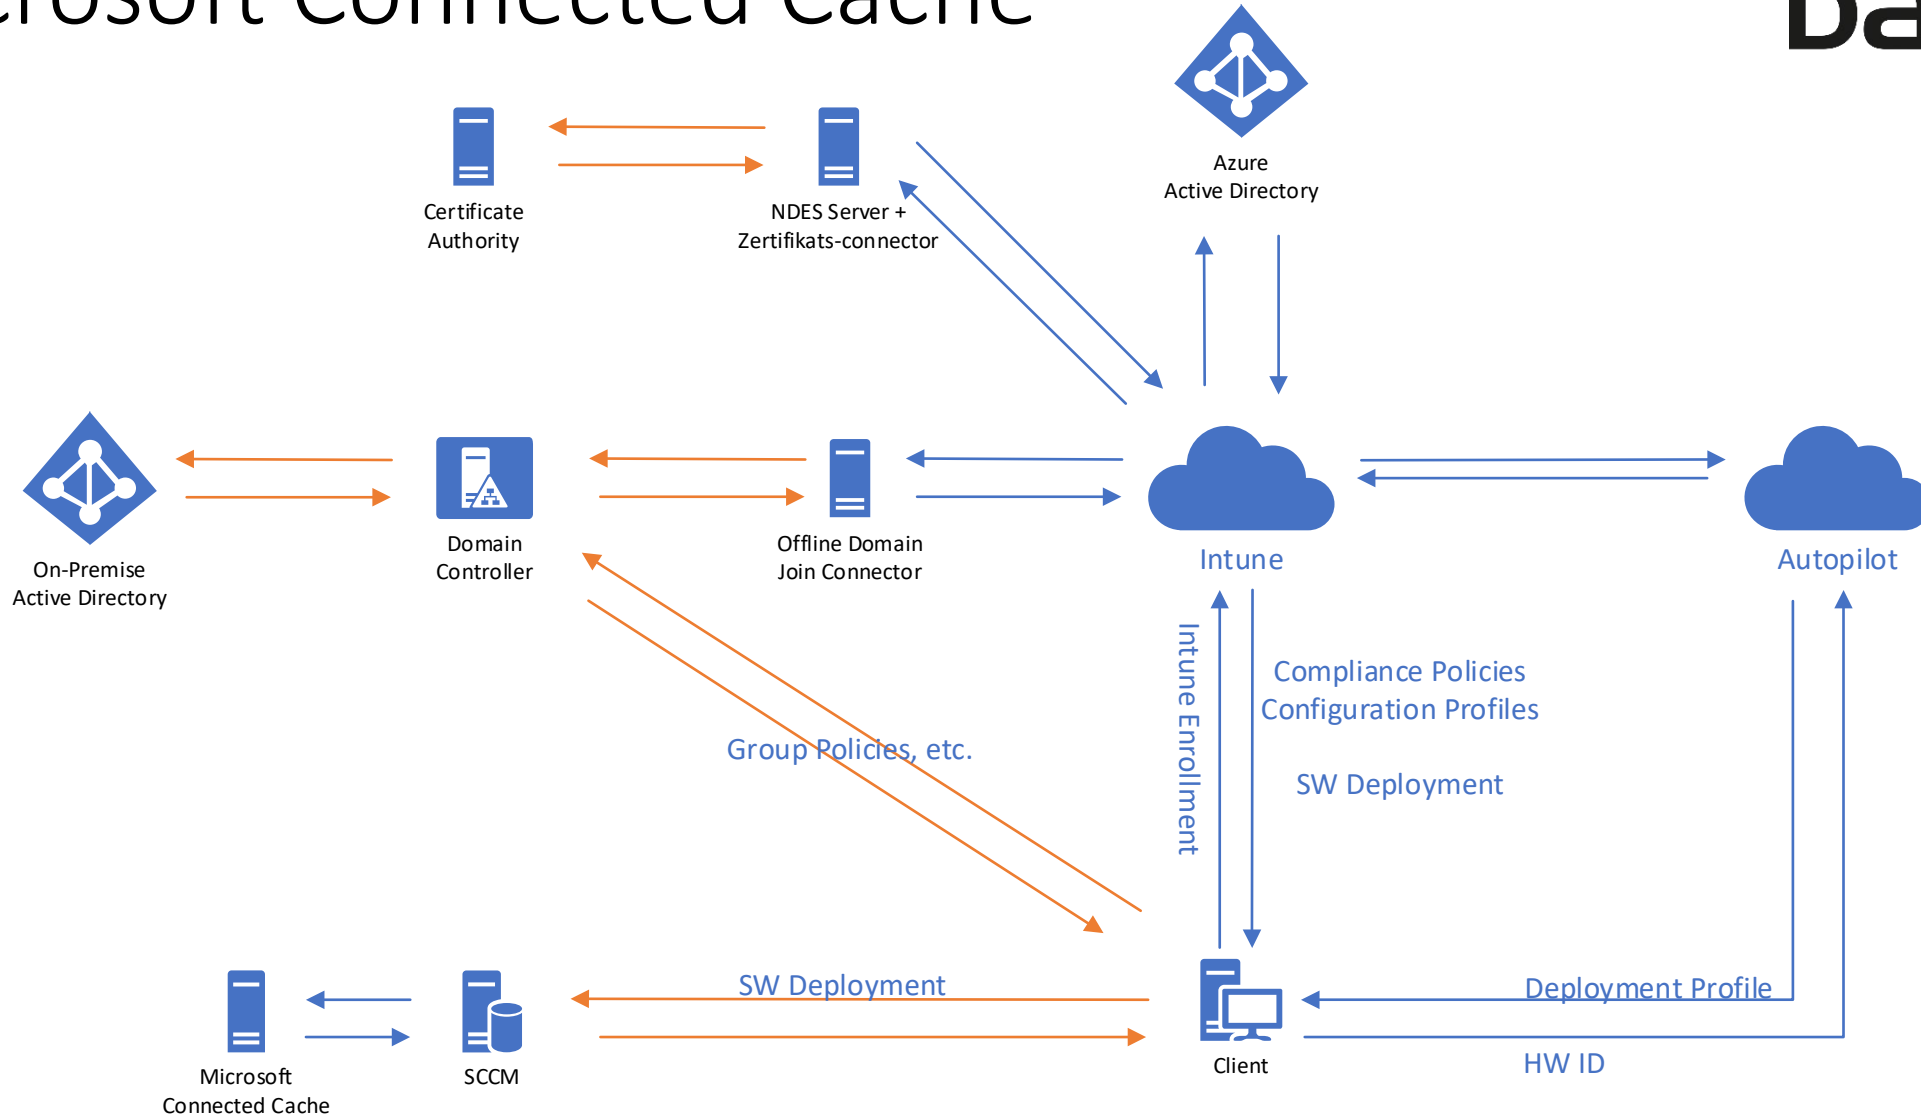 Connected Cache
Azure
Active Directory
Certificate
Authority
NDES Server +
Zertifikats-connector
On-Premise
Active Directory
Domain
Controller
Offline Domain
Join Connector
Intune
Autopilot
Intune Enrollment
Compliance Policies
Configuration Profiles
SW Deployment
Group Policies, etc.
SW Deployment
Deployment Profile
HW ID
Microsoft
Connected Cache
SCCM
Client